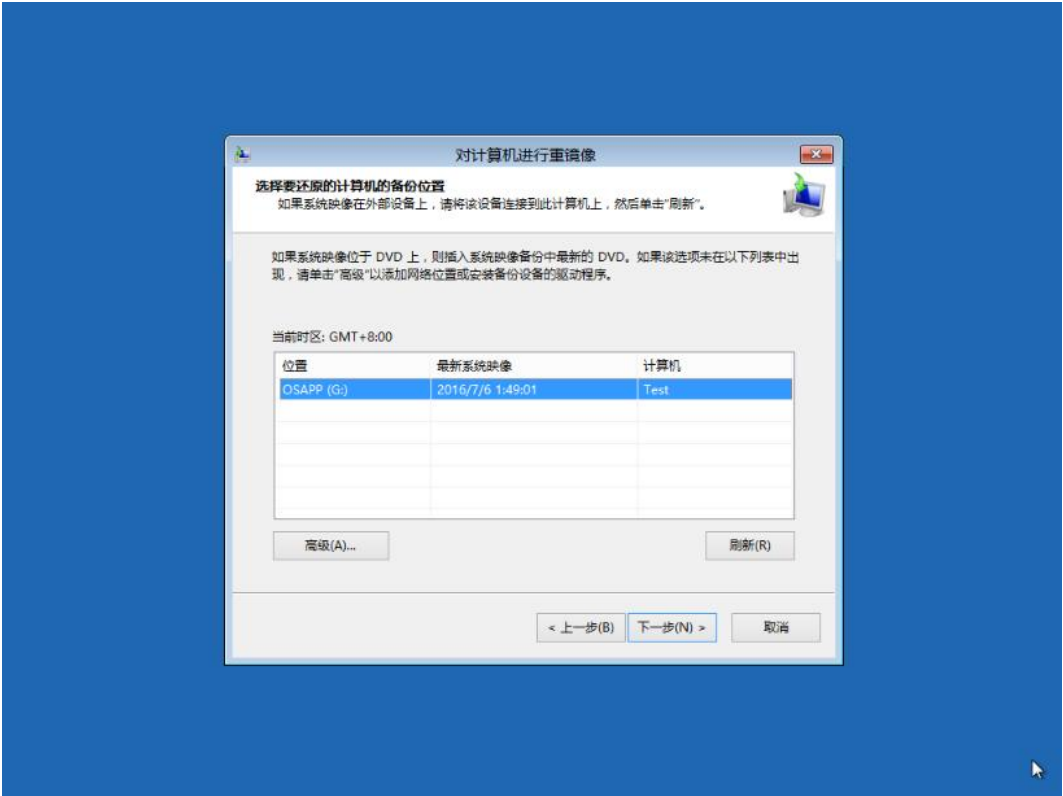 对计算机进行重镜像
选择要还原的计算机的备份位置
如果系统映像在外部设备上，请将该设备连接到此计算机上，然后单击"刷新"。
如果系统映像位于 DVD 上，则插入系统映像备份中最新的 DVD。如果该选项未在以下列表中出
现，请单击"高级"以添加网络位置或安装备份设备的驱动程序。
当前时区: GMT+8:00
位置 最新系统映像 计算机
OSAPP (G:) 2016/7/6 1:49:01 Test
高级(A)... 刷新(R)
< 上一步(B) 下一步(N) > 取消